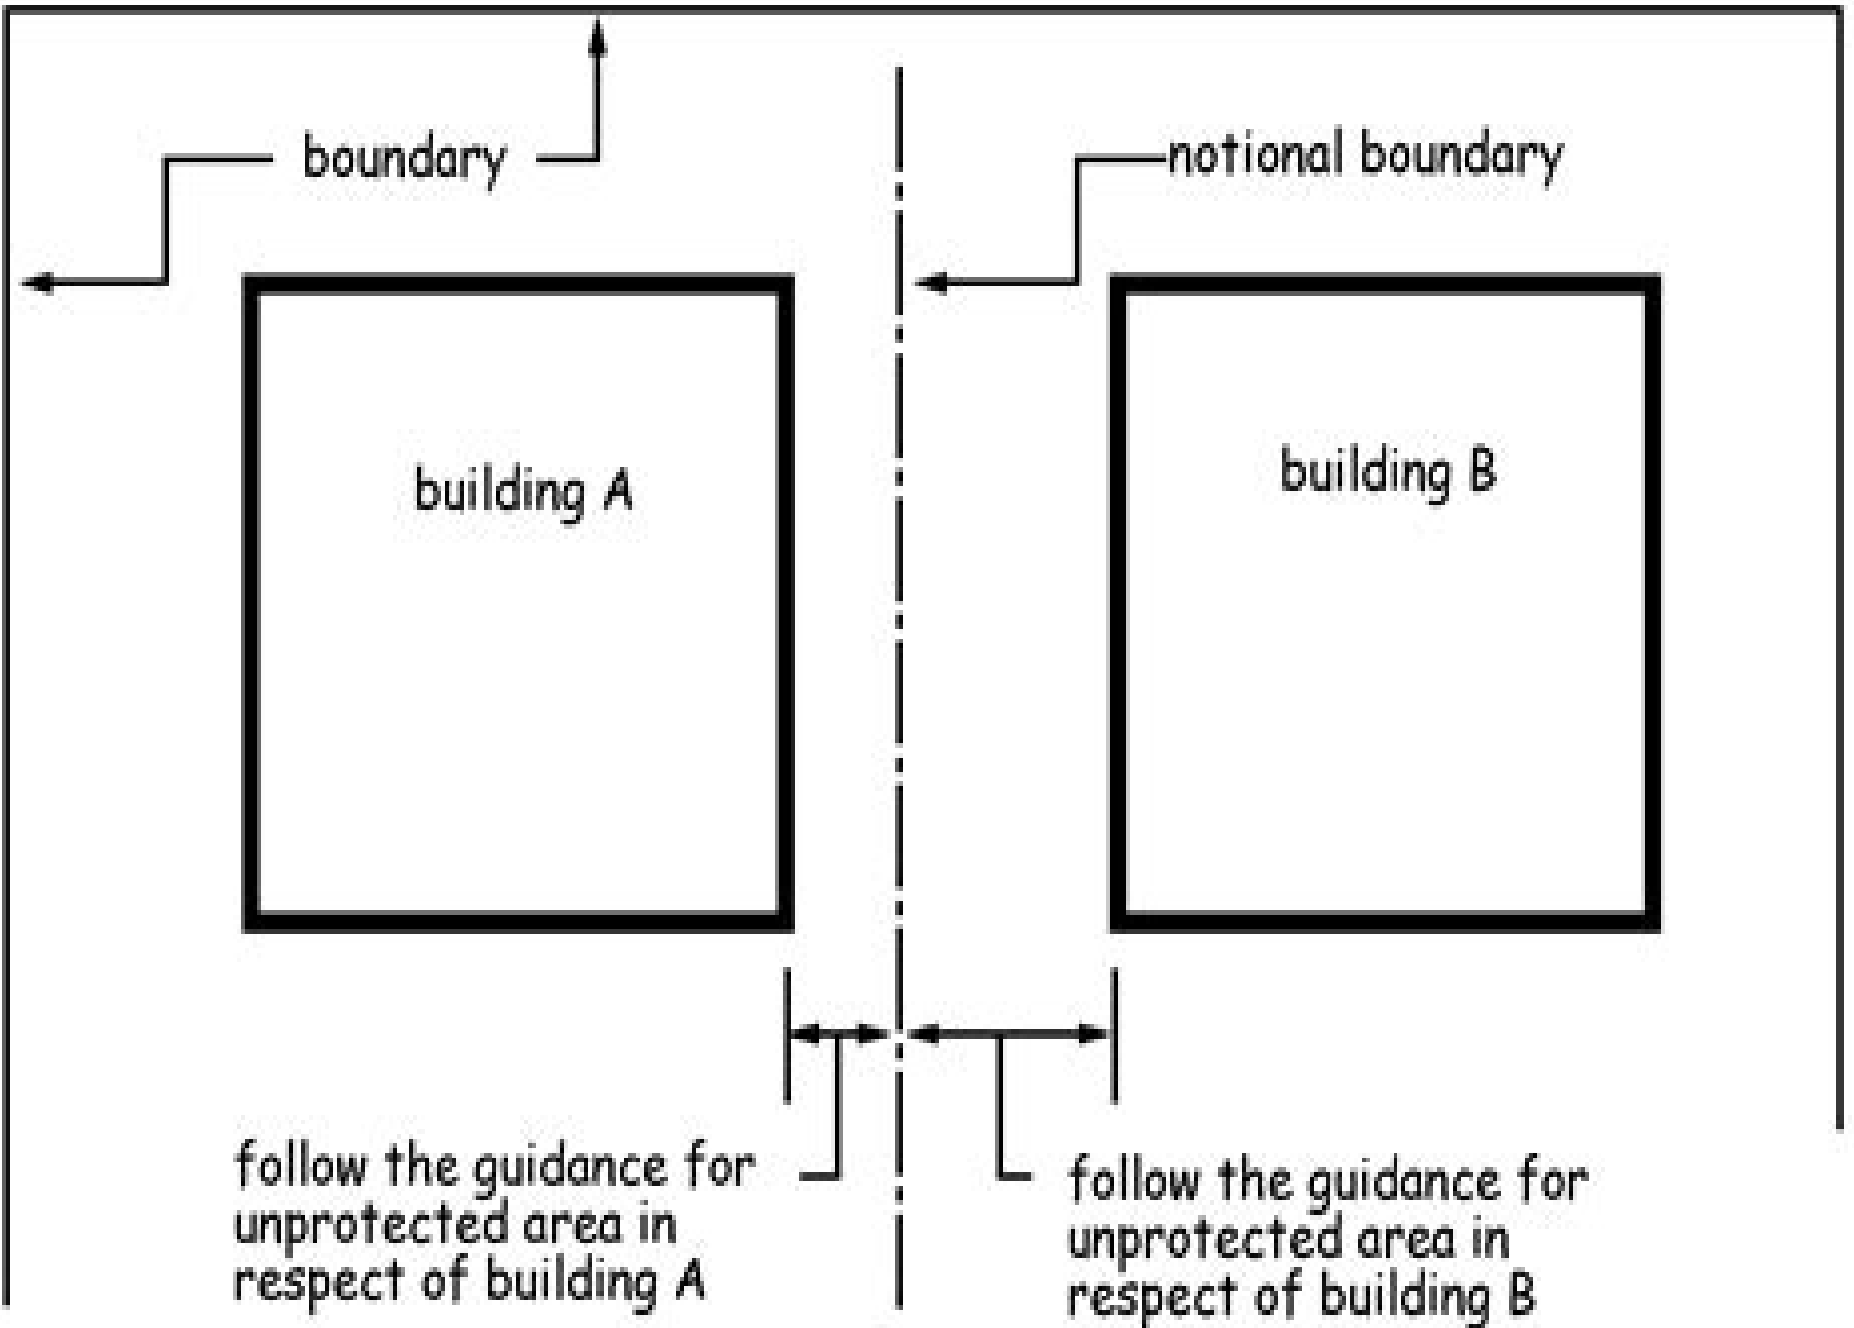 boundary
notional boundary
building A
building B
follow the guidance for
unprotected area in
respect of building A
follow the guidance for
unprotected area in
respect of building B